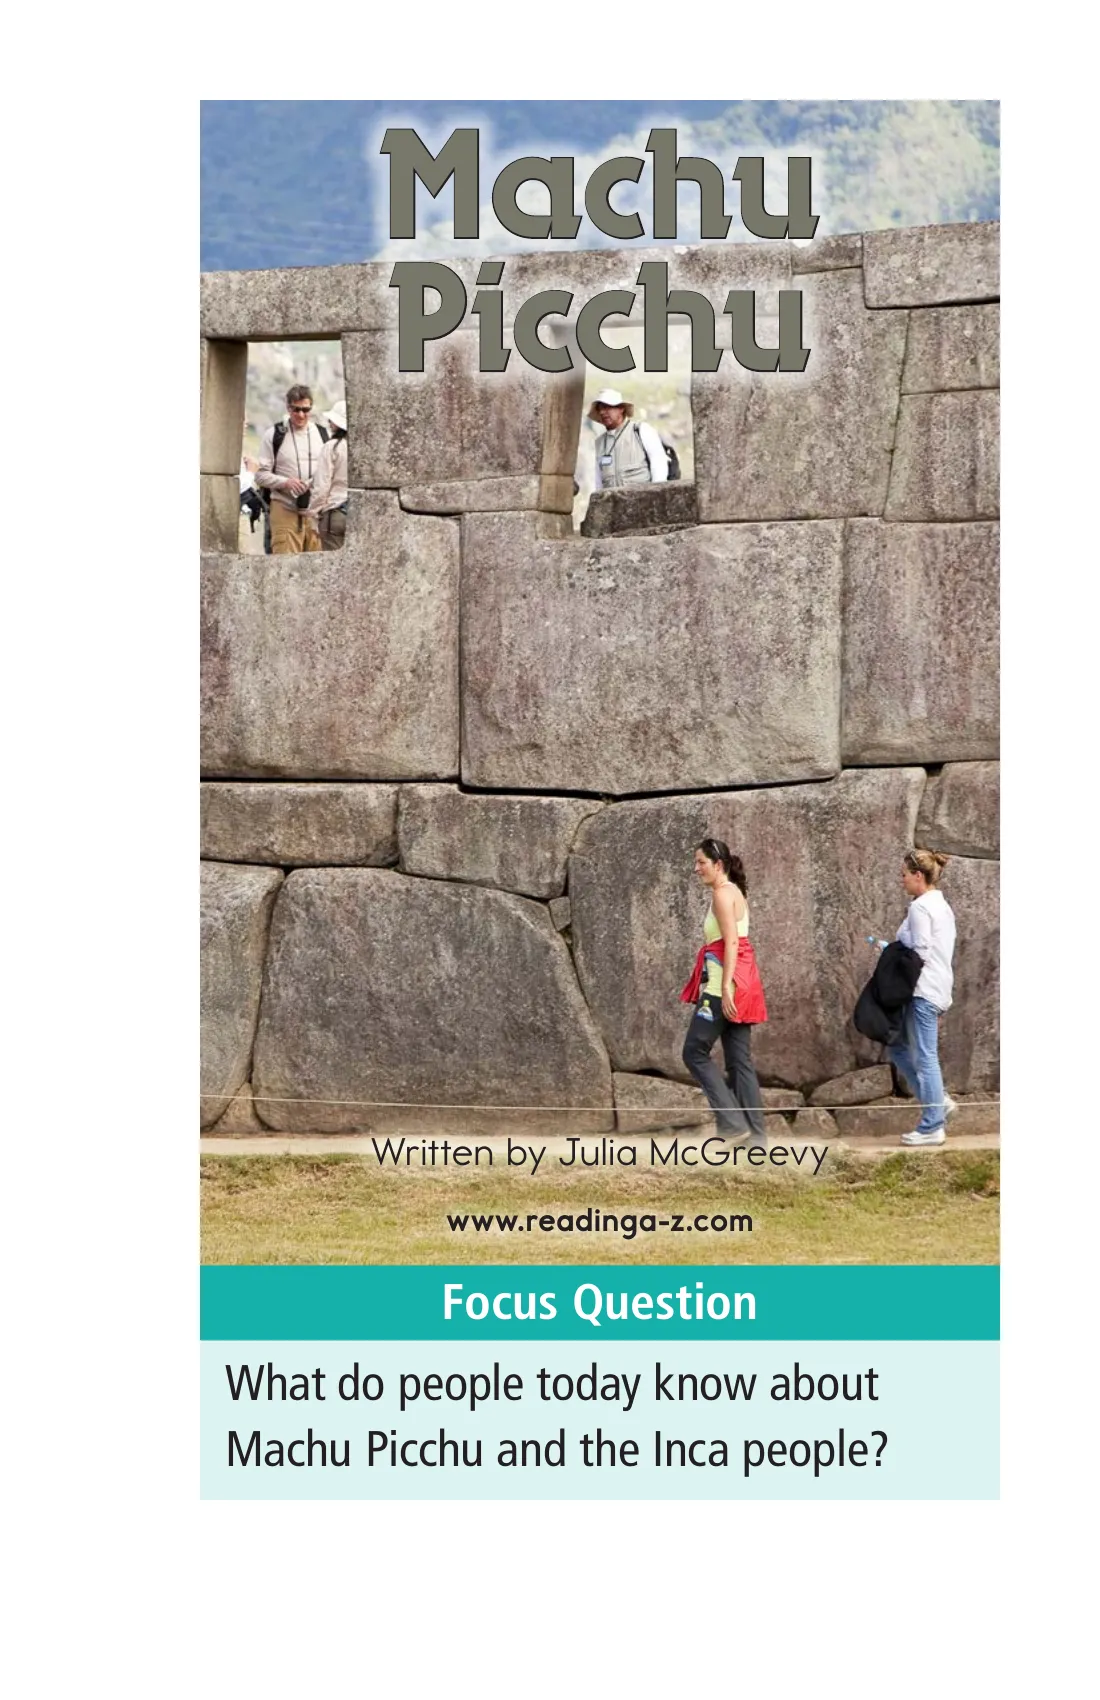 Machu
Picchu
Written by Julia McGreevy
www.readinga-z.com
Focus Question
What do people today know about
Machu Picchu and the Inca people?